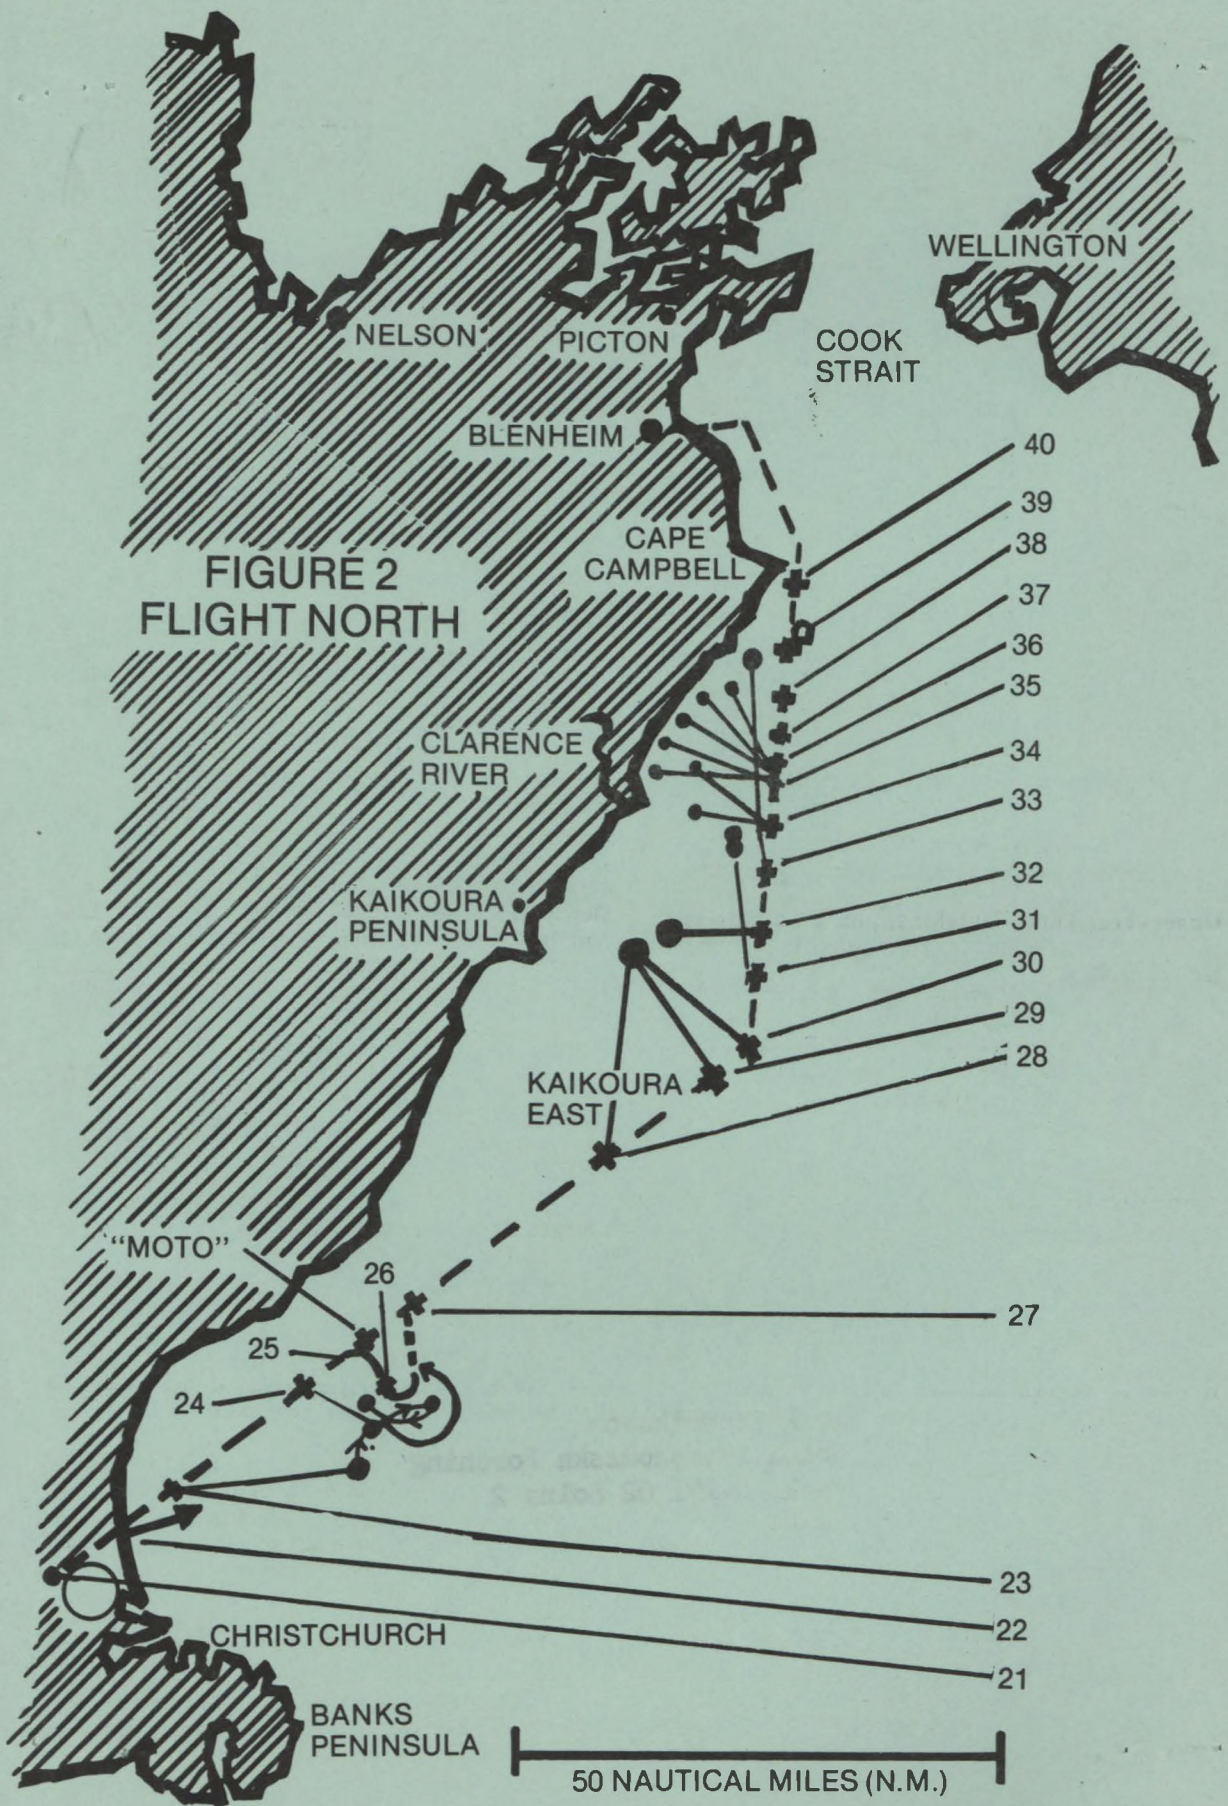 WELLINGTON
NELSON
PICTON
COOK
STRAIT
BLENHEIM
40
39
CAPE
CAMPBELL
38
FIGURE 2
FLIGHT NORTH
37
36
35
CLARENCE
RIVER
34
33
32
KAIKOURA
PENINSULA
31
30
29
KAIKOURA
EAST
28
"MOTO"
26
27
25
24
23
22
CHRISTCHURCH
21
BANKS
PENINSULA
50 NAUTICAL MILES (N.M.)